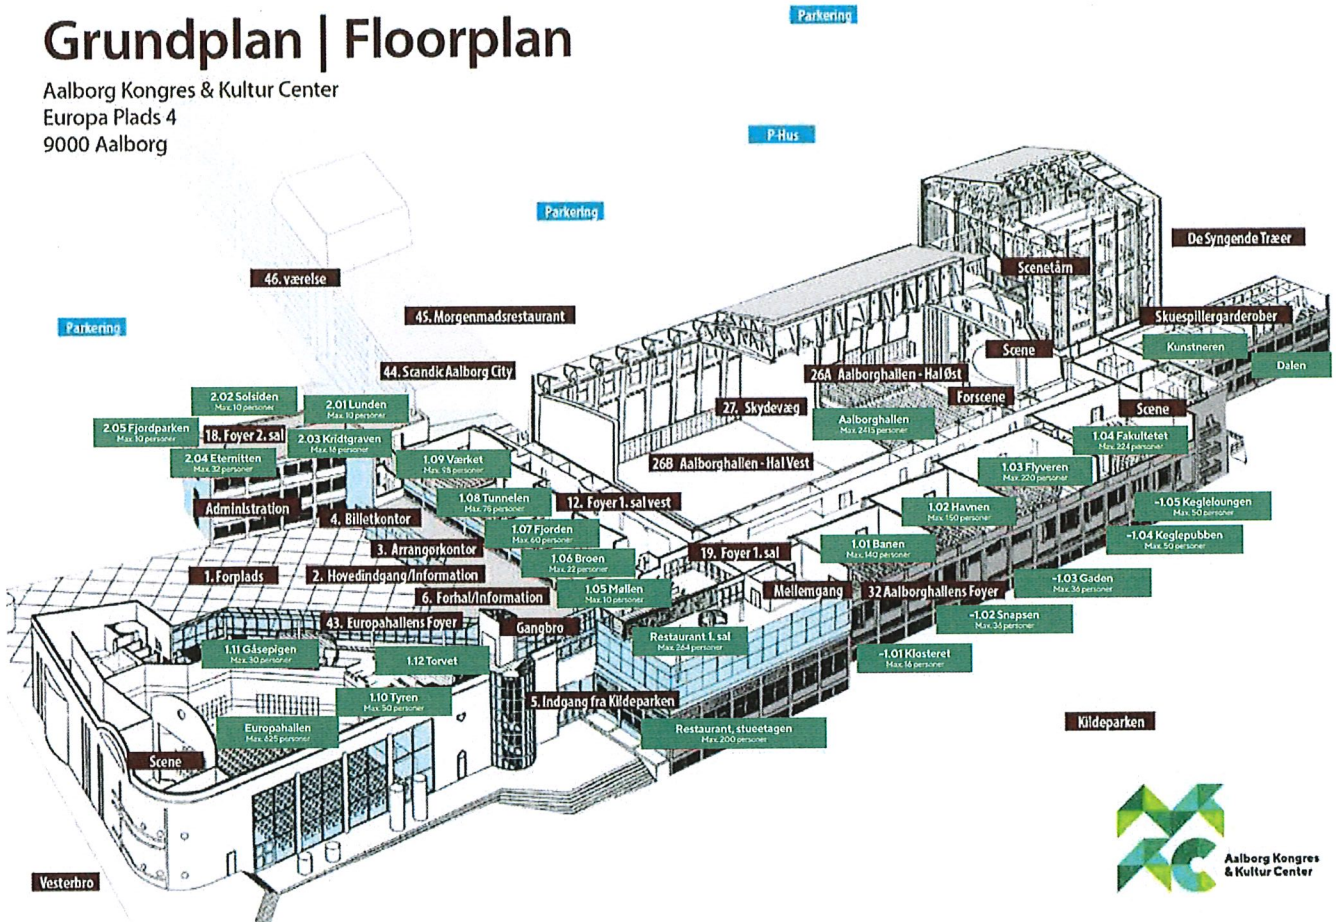 Grundplan | Floorplan
Aalborg Kongres & Kultur Center
Europa Plads 4
9000 Aalborg
Parkering
P-Hus
Parkering
De Syngende Træer
Scenetårn
46. værelse
45. Morgenmadsrestaurant
Parkering
Skuespillergarderober
Scene
Kunstneren
Dalen
44. Scandic Aalborg City
26A Aalborghallen - Hal Øst
Forscene
2.02 Solsiden
Max. 10 personer
2.01 Lunden
Max. 10 personer
27. Skydevæg
Scene
Aalborghallen
Max. 2415 personer
2.05 Fjordparken
Max. 10 personer
18. Foyer 2. sal
2.03 Kridtgraven
Max. 16 personer
1.04 Fakultetet
Max. 224 personer
2.04 Eternitten
Max. 32 personer
1.09 Værket
Max. 98 personer
26B Aalborghallen - Hal Vest
1.03 Flyveren
Max. 220 personer
1.08 Tunnelen
Max. 76 personer
12. Foyer 1. sal vest
1.02 Havnen
Max. 150 personer
-1.05 Kegleloungen
Max. 50 personer
Administration
4. Billetkontor
1.07 Fjorden
Max. 60 personer
-1.04 Keglepubben
Max. 50 personer
3. Arrangørkontor
19. Foyer 1. sal
1.01 Banen
Max. 140 personer
1.06 Broen
Max. 22 personer
1. Forplads
2. Hovedindgang/Information
-1.03 Gaden
Max. 36 personer
6. Forhal/Information
1.05 Møllen
Max. 10 personer
Mellemgang
32 Aalborghallens Foyer
-1.02 Snapsen
Max. 36 personer
43. Europahallens Foyer
Gangbro
Restaurant 1. sal
Max. 264 personer
1.11 Gåsepigen
Max. 30 personer
1.12 Torvet
-1.01 Klosteret
Max. 16 personer
1.10 Tyren
Max. 50 personer
5. Indgang fra Kildeparken
Europahallen
Max. 625 personer
Restaurant, stueetagen
Max. 200 personer
Kildeparken
Scene
Aalborg Kongres
& Kultur Center
Vesterbro